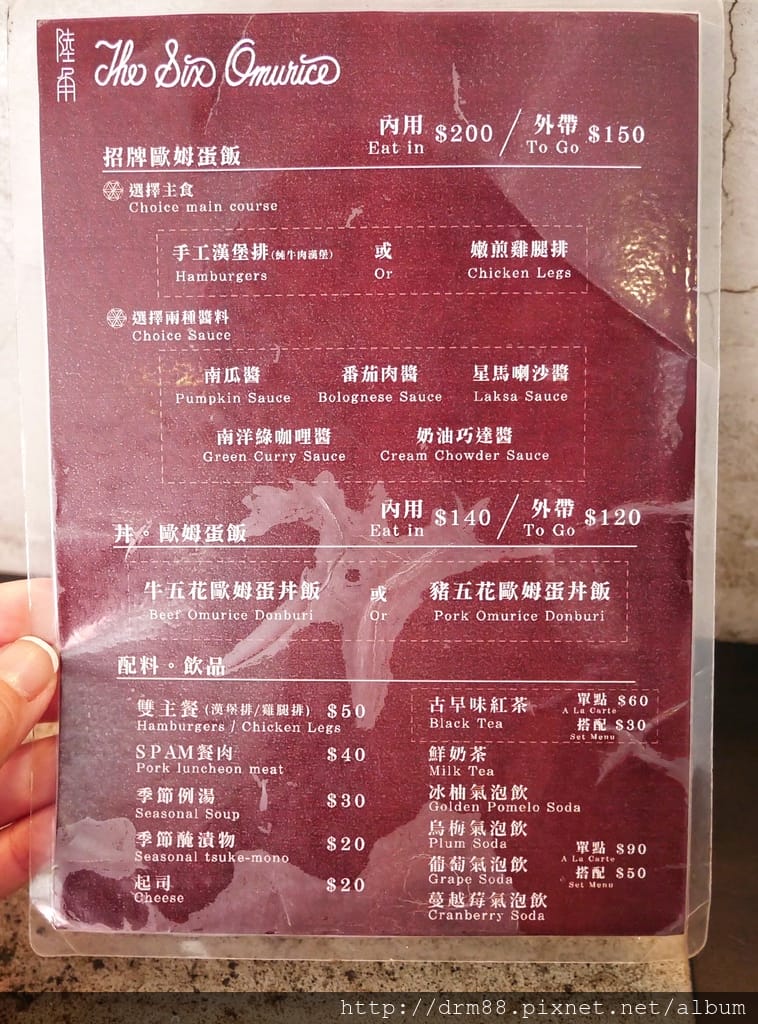 陸角 The Six Omurice
內用 $200 / 外帶 $150
Eat in To Go
招牌歐姆蛋飯
選擇主食
Choice main course
手工漢堡排(純牛肉漢堡) 或 嫩煎雞腿排
Hamburgers Or Chicken Legs
選擇兩種醬料
Choice Sauce
南瓜醬 番茄肉醬 星馬喇沙醬
Pumpkin Sauce Bolognese Sauce Laksa Sauce
南洋綠咖哩醬 奶油巧達醬
Green Curry Sauce Cream Chowder Sauce
內用 $140 / 外帶 $120
Eat in To Go
丼。歐姆蛋飯
牛五花歐姆蛋丼飯 或 豬五花歐姆蛋丼飯
Beef Omurice Donburi Or Pork Omurice Donburi
配料。飲品
雙主餐 (漢堡排/雞腿排) $50
Hamburgers / Chicken Legs
SPAM餐肉 $40
Pork luncheon meat
季節例湯 $30
Seasonal Soup
季節醃漬物 $20
Seasonal tsuke-mono
起司 $20
Cheese
古早味紅茶 單點 $60
Black Tea A La Carte
搭配 $30
Set Menu
鮮奶茶
Milk Tea
冰柚氣泡飲
Golden Pomelo Soda
烏梅氣泡飲
Plum Soda
單點 $90
A La Carte
葡萄氣泡飲 搭配 $50
Grape Soda Set Menu
蔓越莓氣泡飲
Cranberry Soda
http://drm88.pixnet.net/album